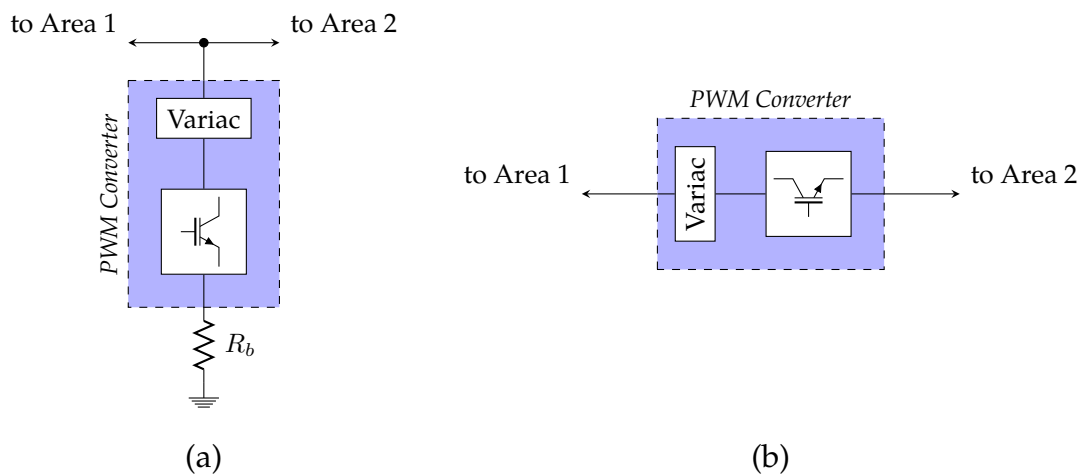 to Area 1
to Area 2
PWM Converter
Variac
R_b
(a)
PWM Converter
to Area 1
Variac
to Area 2
(b)